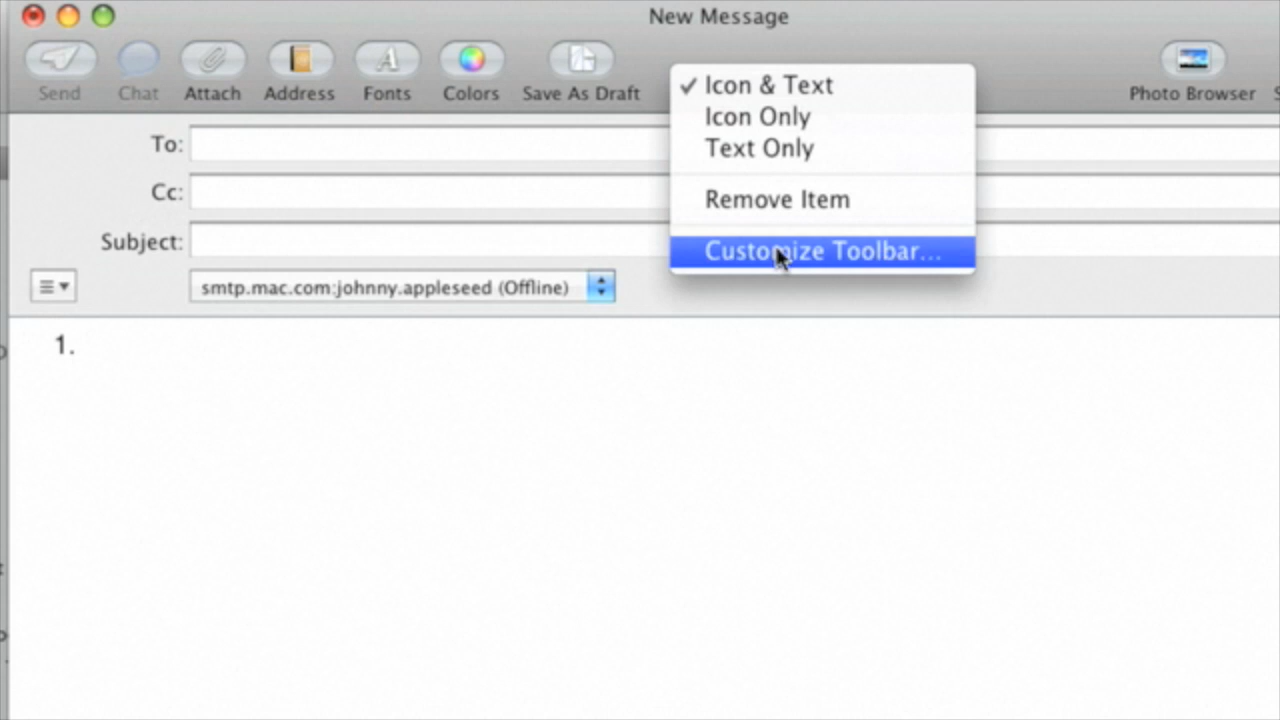 New Message
Send Chat Attach Address Fonts Colors Save As Draft Photo Browser
✓ Icon & Text
Icon Only
Text Only
Remove Item
Customize Toolbar...
To:
Cc:
Subject:
smtp.mac.com:johnny.appleseed (Offline)
1.